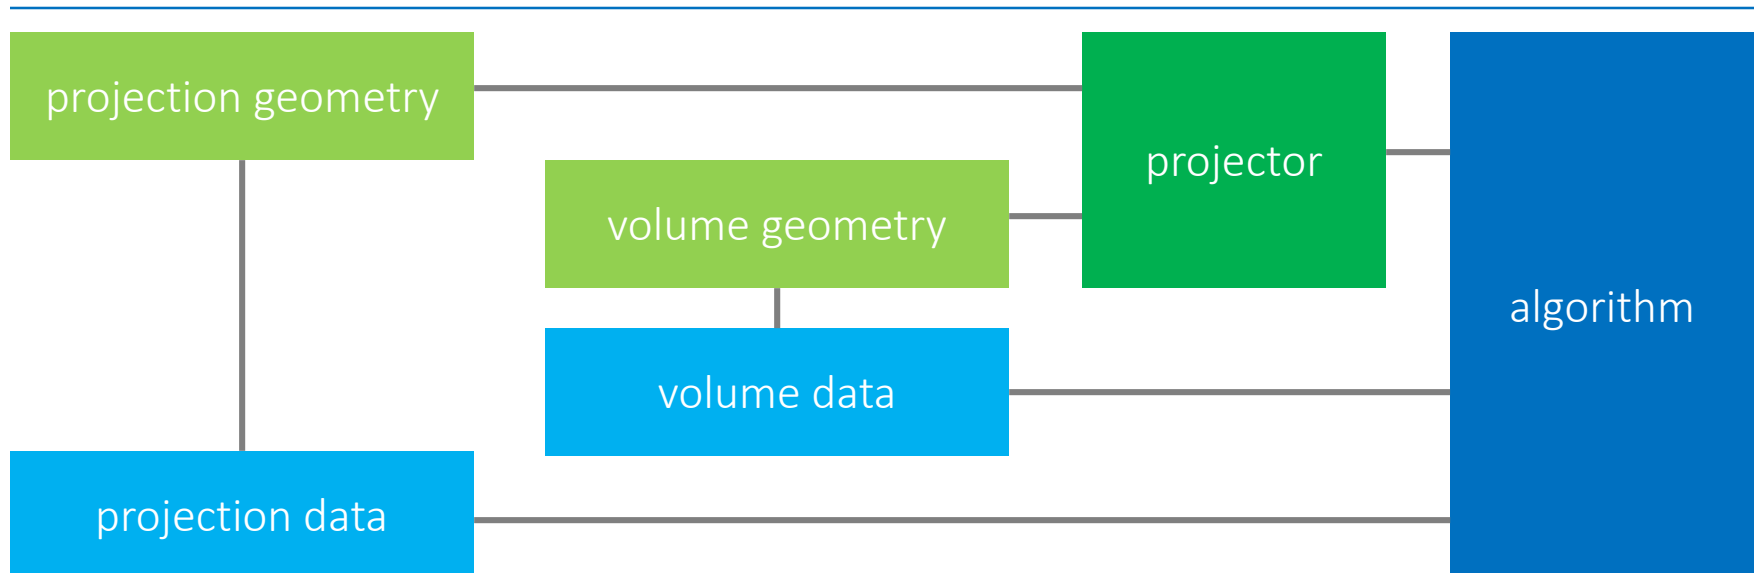 projection geometry
projector
volume geometry
algorithm
volume data
projection data